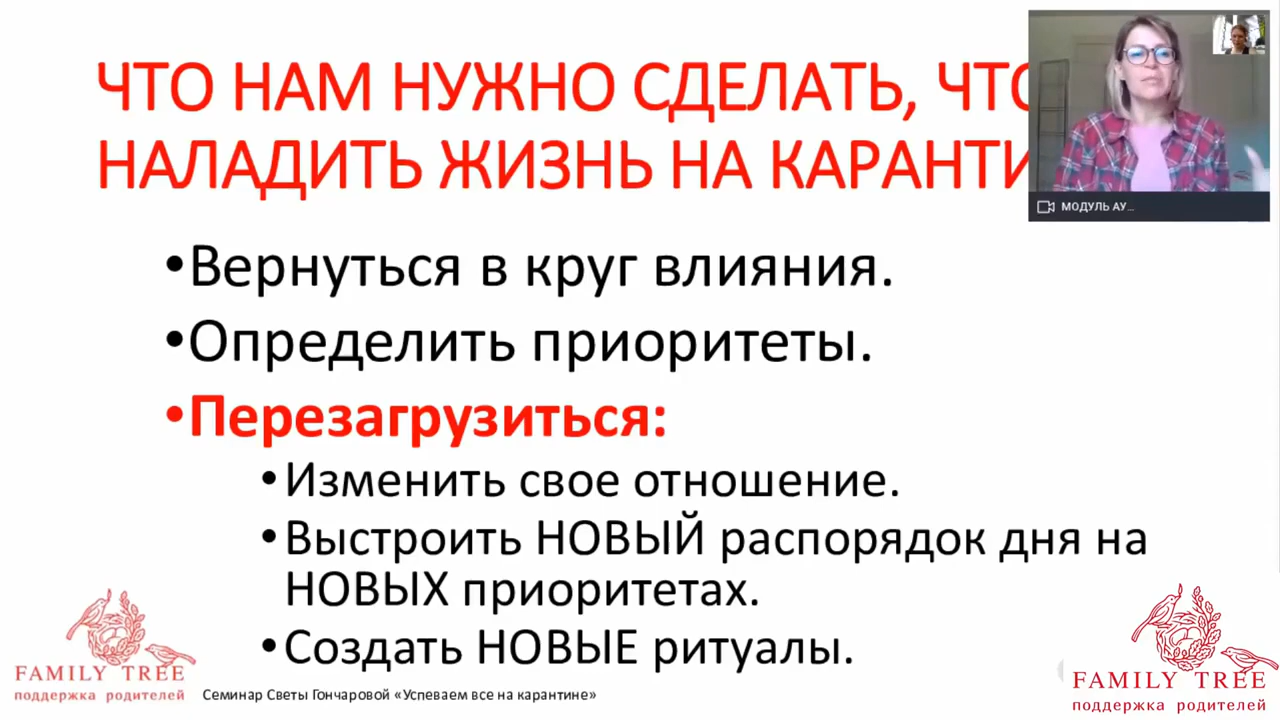 ЧТО НАМ НУЖНО СДЕЛАТЬ,
НАЛАДИТЬ ЖИЗНЬ НА
МОДУЛЬ АУ...
•Вернуться в круг влияния.
•Определить приоритеты.
•Перезагрузиться:
•Изменить свое отношение.
•Выстроить НОВЫЙ распорядок дня на
НОВЫХ приоритетах.
•Создать НОВЫЕ ритуалы.
FAMILY TREE
поддержка родителей
Семинар Светы Гончаровой «Успеваем все на карантине»
FAMILY TREE
поддержка родителей